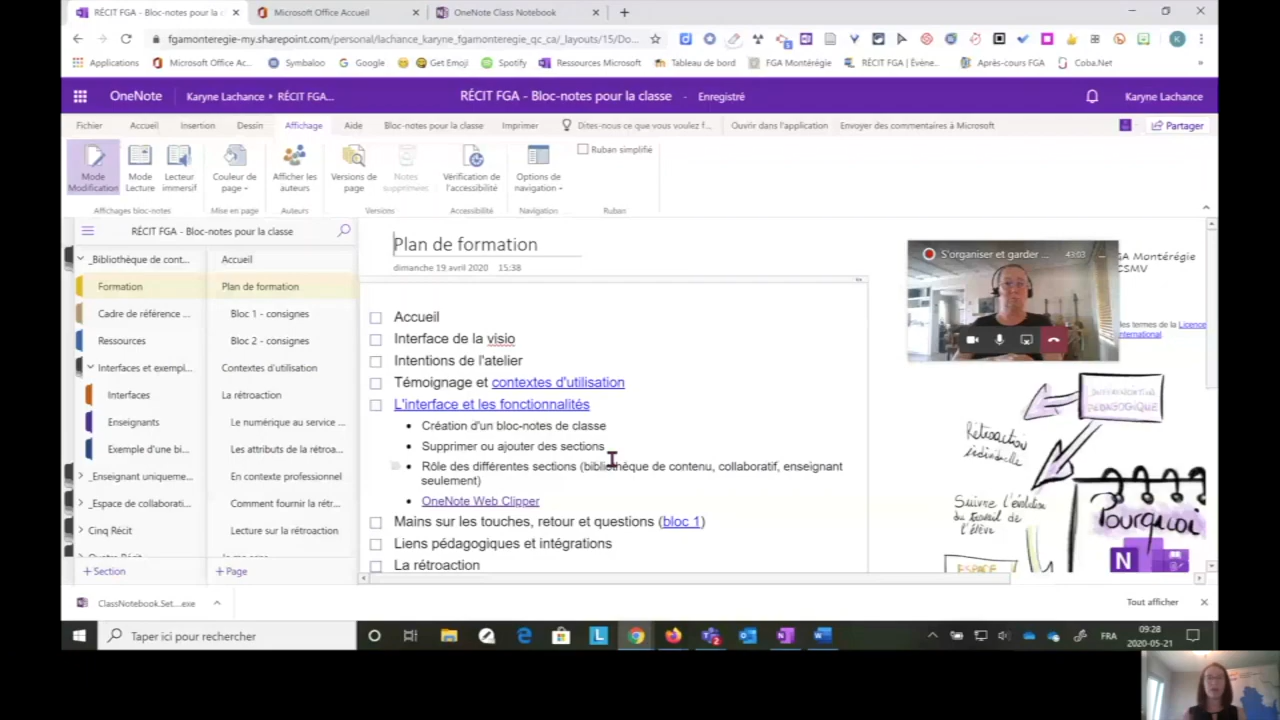 RÉCIT FGA - Bloc-notes pour la c
Microsoft Office Accueil
OneNote Class Notebook
fgamonteregie-my.sharepoint.com/personal/lachance_karyne_fgamonteregie_qc_ca/_layouts/15/Do...
Applications
Microsoft Office Ac...
Symbaloo
Google
Get Emoji
Spotify
Ressources Microsoft
Tableau de bord
FGA Montérégie
RÉCIT FGA | Évène...
Après-cours FGA
Coba.Net
OneNote
Karyne Lachance › RÉCIT FGA...
RÉCIT FGA - Bloc-notes pour la classe - Enregistré
Karyne Lachance
Fichier
Accueil
Insertion
Dessin
Affichage
Aide
Bloc-notes pour la classe
Imprimer
Dites-nous ce que vous voulez f...
Ouvrir dans l'application
Envoyer des commentaires à Microsoft
Partager
Mode Modification
Mode Lecture
Lecteur immersif
Couleur de page
Afficher les auteurs
Versions de page
Notes supprimées
Vérification de l'accessibilité
Options de navigation
Ruban simplifié
Affichages bloc-notes
Mise en page
Auteurs
Versions
Accessibilité
Navigation
Ruban
RÉCIT FGA - Bloc-notes pour la classe
_Bibliothèque de cont...
Formation
Cadre de référence ...
Ressources
Interfaces et exempl...
Interfaces
Enseignants
Exemple d'une bi...
_Enseignant uniqueme...
_Espace de collaborati...
Cinq Récit
+ Section
Accueil
Plan de formation
Bloc 1 - consignes
Bloc 2 - consignes
Contextes d'utilisation
La rétroaction
Le numérique au service ...
Les attributs de la rétroa...
En contexte professionnel
Comment fournir la rétr...
Lecture sur la rétroaction
+ Page
Plan de formation
dimanche 19 avril 2020 15:38
Accueil
Interface de la visio
Intentions de l'atelier
Témoignage et contextes d'utilisation
L'interface et les fonctionnalités
• Création d'un bloc-notes de classe
• Supprimer ou ajouter des sections
• Rôle des différentes sections (bibliothèque de contenu, collaboratif, enseignant
seulement)
• OneNote Web Clipper
Mains sur les touches, retour et questions (bloc 1)
Liens pédagogiques et intégrations
La rétroaction
S'organiser et garder ...
GA Montérégie
CSMV
les termes de la Licence
PÉDAGOGIQUE
Rétroaction
individuelle
Suivre l'évolution
du travail de
l'élève
Pourquoi
N
ESPACE
ClassNotebook.Set....exe
Tout afficher
Taper ici pour rechercher
FRA
09:28
2020-05-21